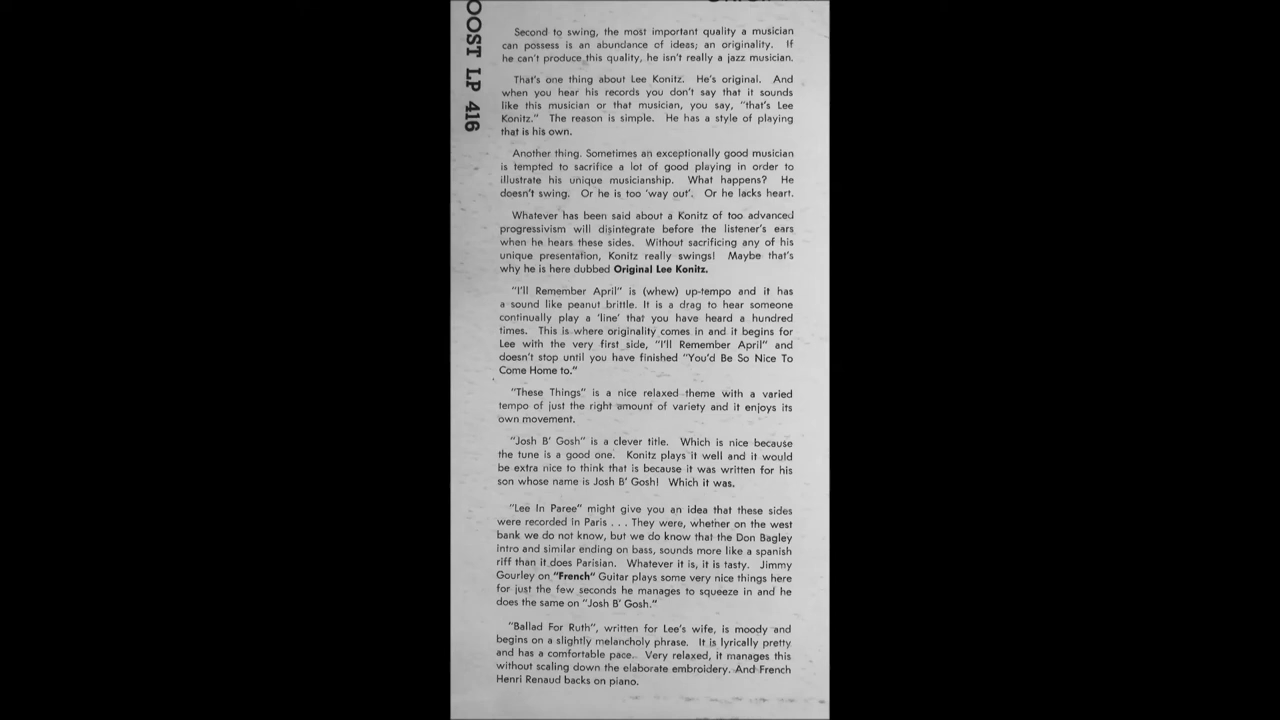 OOST LP 416
Second to swing, the most important quality a musician
can possess is an abundance of ideas; an originality. If
he can't produce this quality, he isn't really a jazz musician.
That's one thing about Lee Konitz. He's original. And
when you hear his records you don't say that it sounds
like this musician or that musician, you say, "that's Lee
Konitz." The reason is simple. He has a style of playing
that is his own.
Another thing. Sometimes an exceptionally good musician
is tempted to sacrifice a lot of good playing in order to
illustrate his unique musicianship. What happens? He
doesn't swing. Or he is too 'way out'. Or he lacks heart.
Whatever has been said about a Konitz of too advanced
progressivism will disintegrate before the listener's ears
when he hears these sides. Without sacrificing any of his
unique presentation, Konitz really swings! Maybe that's
why he is here dubbed Original Lee Konitz.
"I'll Remember April" is (whew) up-tempo and it has
a sound like peanut brittle. It is a drag to hear someone
continually play a 'line' that you have heard a hundred
times. This is where originality comes in and it begins for
Lee with the very first side, "I'll Remember April" and
doesn't stop until you have finished "You'd Be So Nice To
Come Home to."
"These Things" is a nice relaxed theme with a varied
tempo of just the right amount of variety and it enjoys its
own movement.
"Josh B' Gosh" is a clever title. Which is nice because
the tune is a good one. Konitz plays it well and it would
be extra nice to think that is because it was written for his
son whose name is Josh B' Gosh! Which it was.
"Lee In Paree" might give you an idea that these sides
were recorded in Paris . . . They were, whether on the west
bank we do not know, but we do know that the Don Bagley
intro and similar ending on bass, sounds more like a spanish
riff than it does Parisian. Whatever it is, it is tasty. Jimmy
Gourley on "French" Guitar plays some very nice things here
for just the few seconds he manages to squeeze in and he
does the same on "Josh B' Gosh."
"Ballad For Ruth", written for Lee's wife, is moody and
begins on a slightly melancholy phrase. It is lyrically pretty
and has a comfortable pace. Very relaxed, it manages this
without scaling down the elaborate embroidery. And French
Henri Renaud backs on piano.